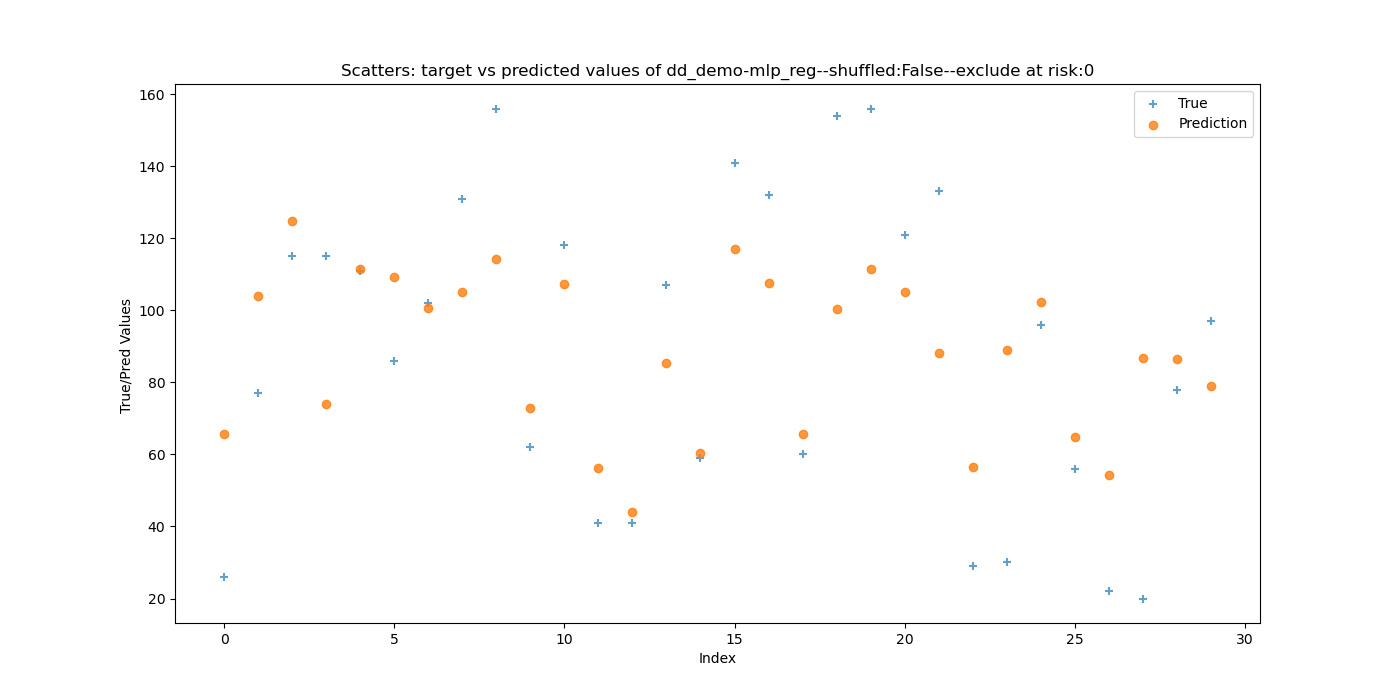 Scatters: target vs predicted values of dd_demo-mlp_reg--shuffled:False--exclude at risk:0
True
Prediction
160
140
120
100
80
60
40
20
True/Pred Values
0 5 10 15 20 25 30
Index